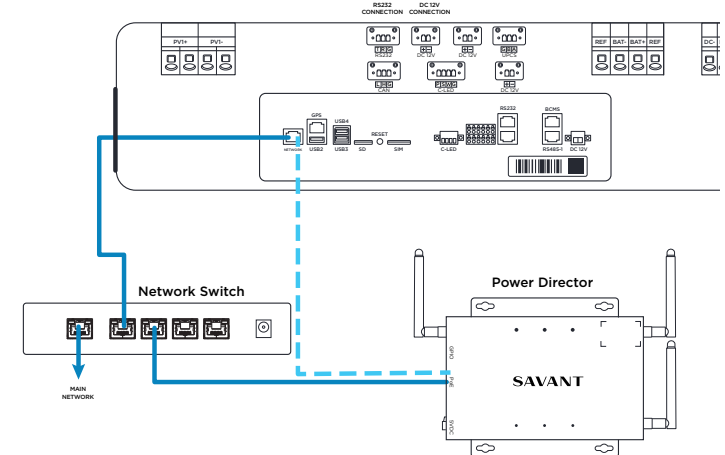 RS232
CONNECTION
DC 12V
CONNECTION
PV1+ PV1-
T R G
RS232
+ −
DC 12V
+ −
DC 12V
G B A
UPCS
REF BAT- BAT+ REF
DC-
L H G
CAN
C-LED
+ −
DC 12V
NETWORK
GPS
USB2
USB4
USB3
SD
RESET
SIM
C-LED
RS232
BCMS
RS485-1
DC 12V
Network Switch
MAIN
NETWORK
Power Director
GPIO
PoE
5VDC
SAVANT